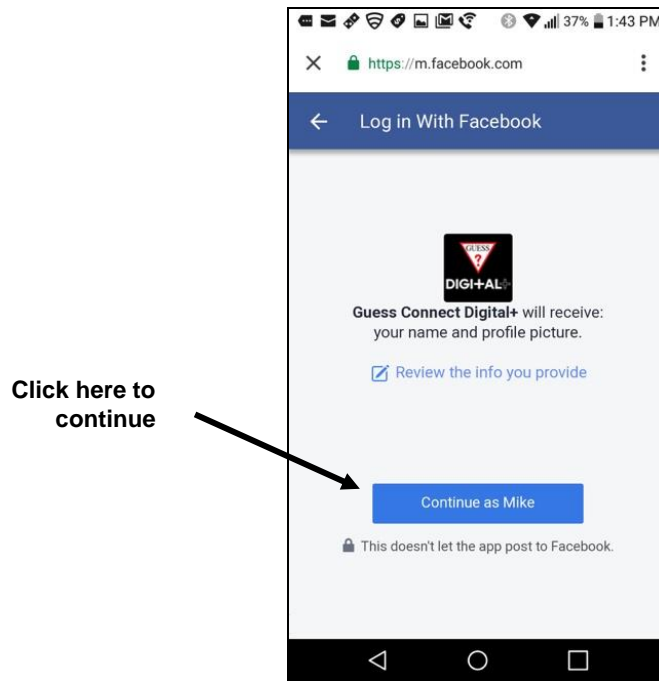 37% 1:43 PM
https://m.facebook.com
Log in With Facebook
GUESS
?
DIGI+AL+
Guess Connect Digital+ will receive:
your name and profile picture.
Review the info you provide
Click here to
continue
Continue as Mike
This doesn't let the app post to Facebook.